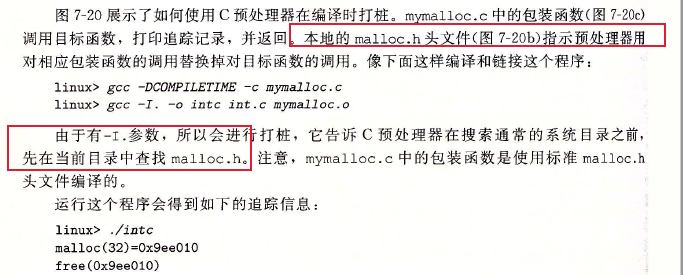 图 7-20 展示了如何使用 C 预处理器在编译时打桩。mymalloc.c 中的包装函数(图 7-20c)
调用目标函数，打印追踪记录，并返回。本地的 malloc.h 头文件(图 7-20b)指示预处理器用
对相应包装函数的调用替换掉对目标函数的调用。像下面这样编译和链接这个程序：
linux> gcc -DCOMPILETIME -c mymalloc.c
linux> gcc -I. -o intc int.c mymalloc.o
由于有-I.参数，所以会进行打桩，它告诉 C 预处理器在搜索通常的系统目录之前，
先在当前目录中查找 malloc.h。注意，mymalloc.c 中的包装函数是使用标准 malloc.h
头文件编译的。
运行这个程序会得到如下的追踪信息：
linux> ./intc
malloc(32)=0x9ee010
free(0x9ee010)